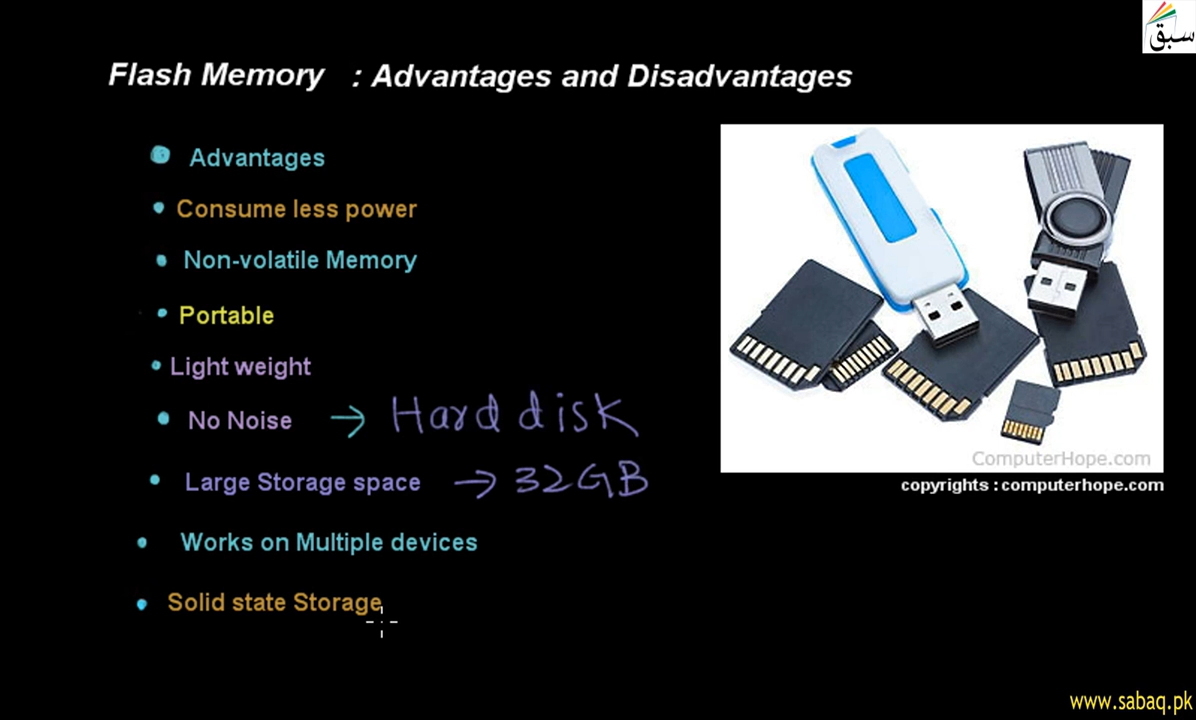 سبق
Flash Memory : Advantages and Disadvantages
Advantages
Consume less power
Non-volatile Memory
Portable
Light weight
No Noise → Hard disk
Large Storage space → 32GB
Works on Multiple devices
Solid state Storage
ComputerHope.com
copyrights : computerhope.com
www.sabaq.pk